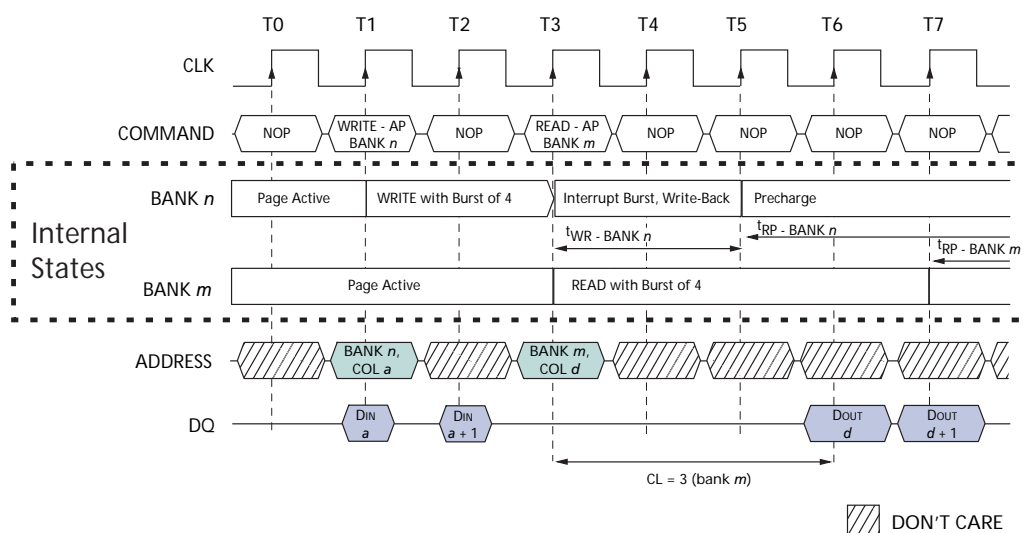 T0 T1 T2 T3 T4 T5 T6 T7
CLK
COMMAND NOP WRITE - AP BANK n NOP READ - AP BANK m NOP NOP NOP NOP
BANK n Page Active WRITE with Burst of 4 Interrupt Burst, Write-Back Precharge
tWR - BANK n tRP - BANK n
tRP - BANK m
Internal States
BANK m Page Active READ with Burst of 4
ADDRESS BANK n, COL a BANK m, COL d
DQ DIN a DIN a + 1 DOUT d DOUT d + 1
CL = 3 (bank m)
DON'T CARE